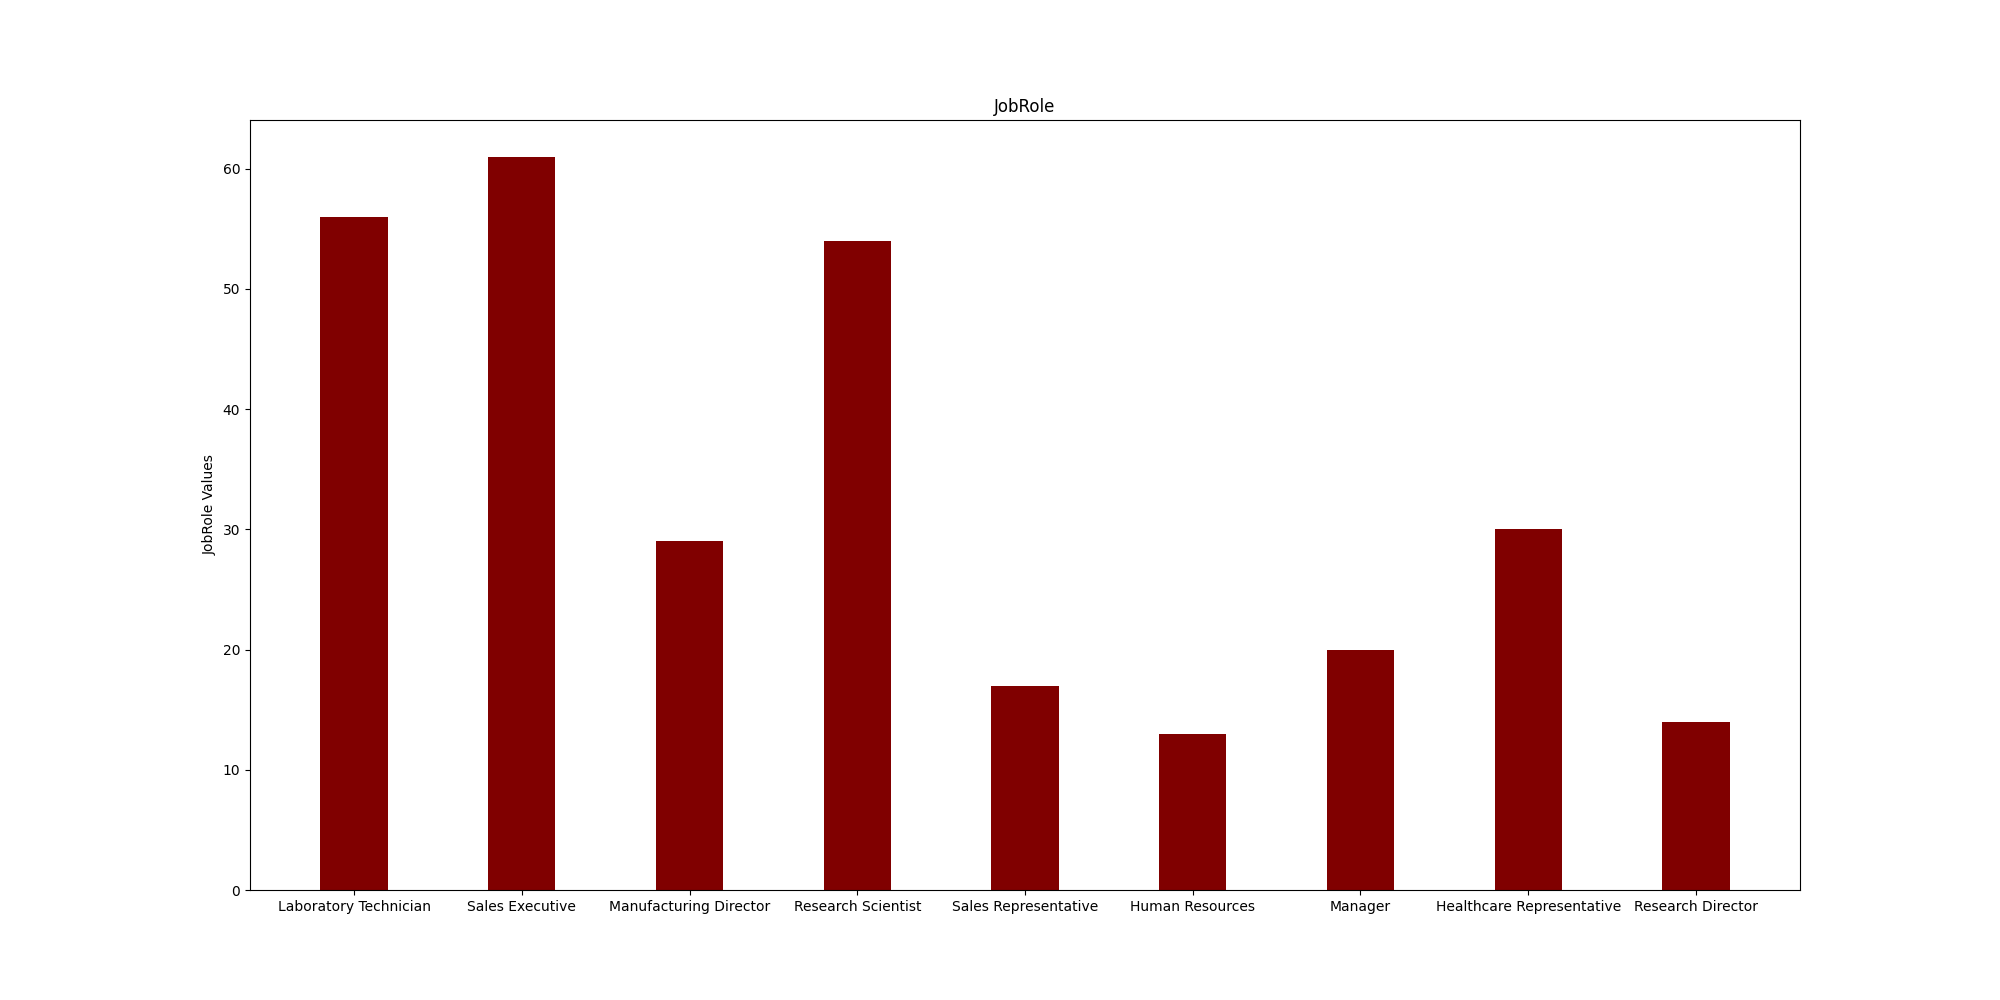 JobRole
60
50
40
30
20
10
0
JobRole Values
Laboratory Technician Sales Executive Manufacturing Director Research Scientist Sales Representative Human Resources Manager Healthcare Representative Research Director